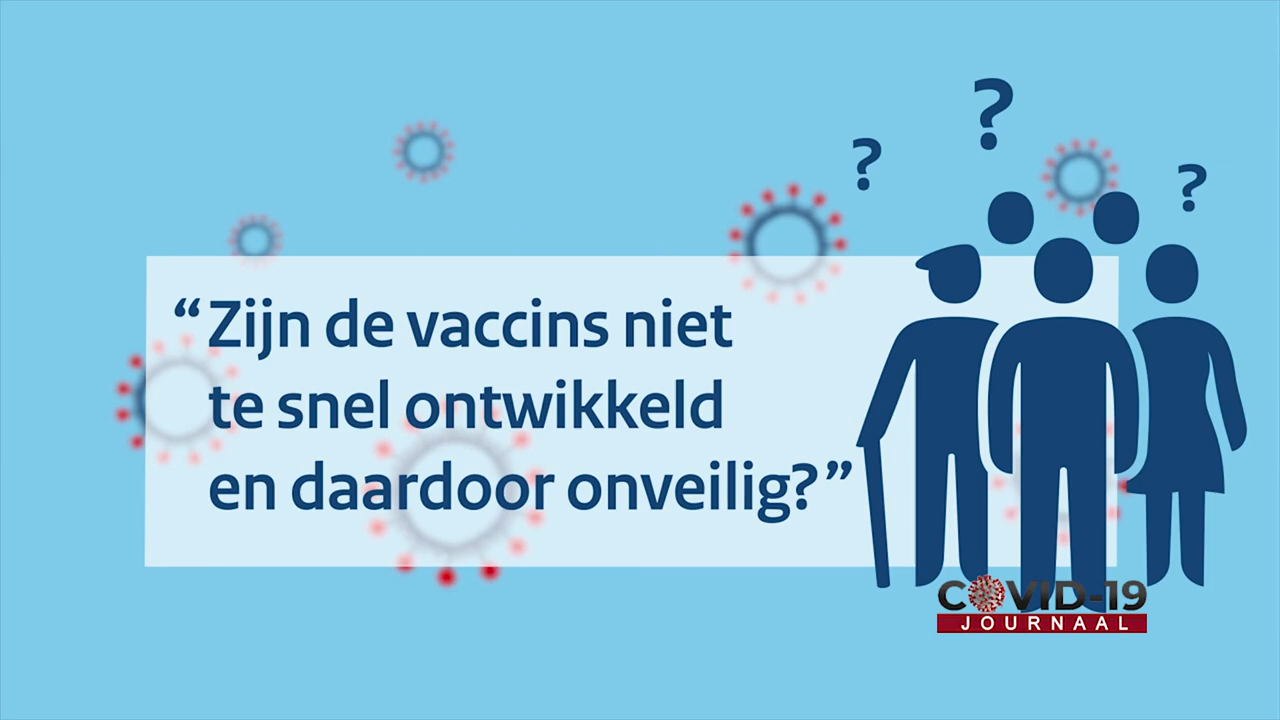 ?
?
?
“Zijn de vaccins niet
te snel ontwikkeld
en daardoor onveilig?”
COVID-19
JOURNAAL